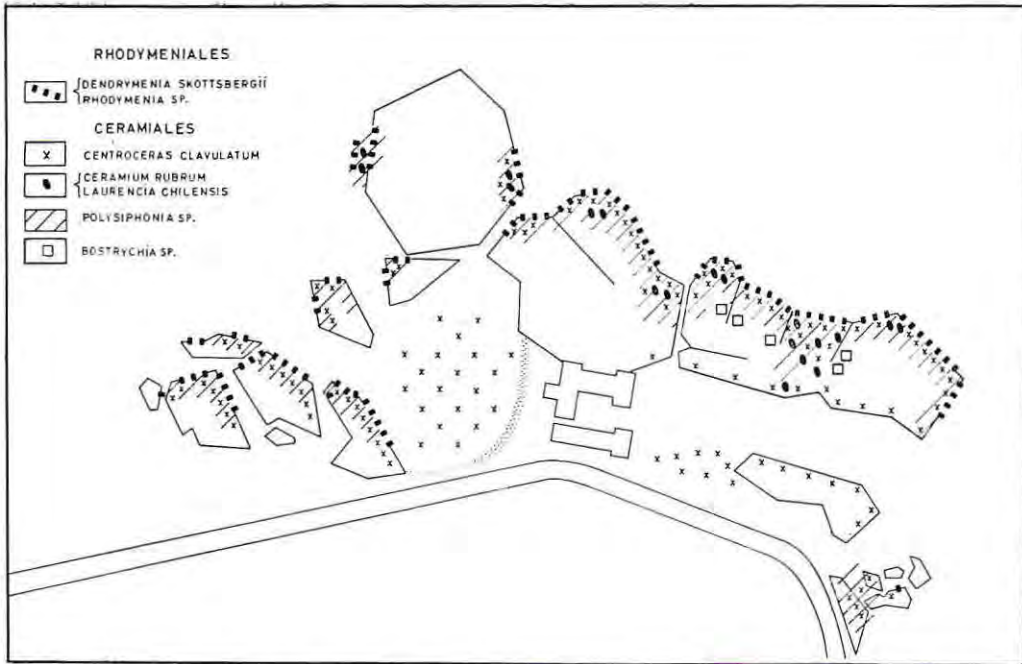 RHODYMENIALES
DENDRYMENIA SKOTTSBERGII
RHODYMENIA SP.
CERAMIALES
X CENTROCERAS CLAVULATUM
CERAMIUM RUBRUM
LAURENCIA CHILENSIS
POLYSIPHONIA SP.
BOSTRYCHIA SP.